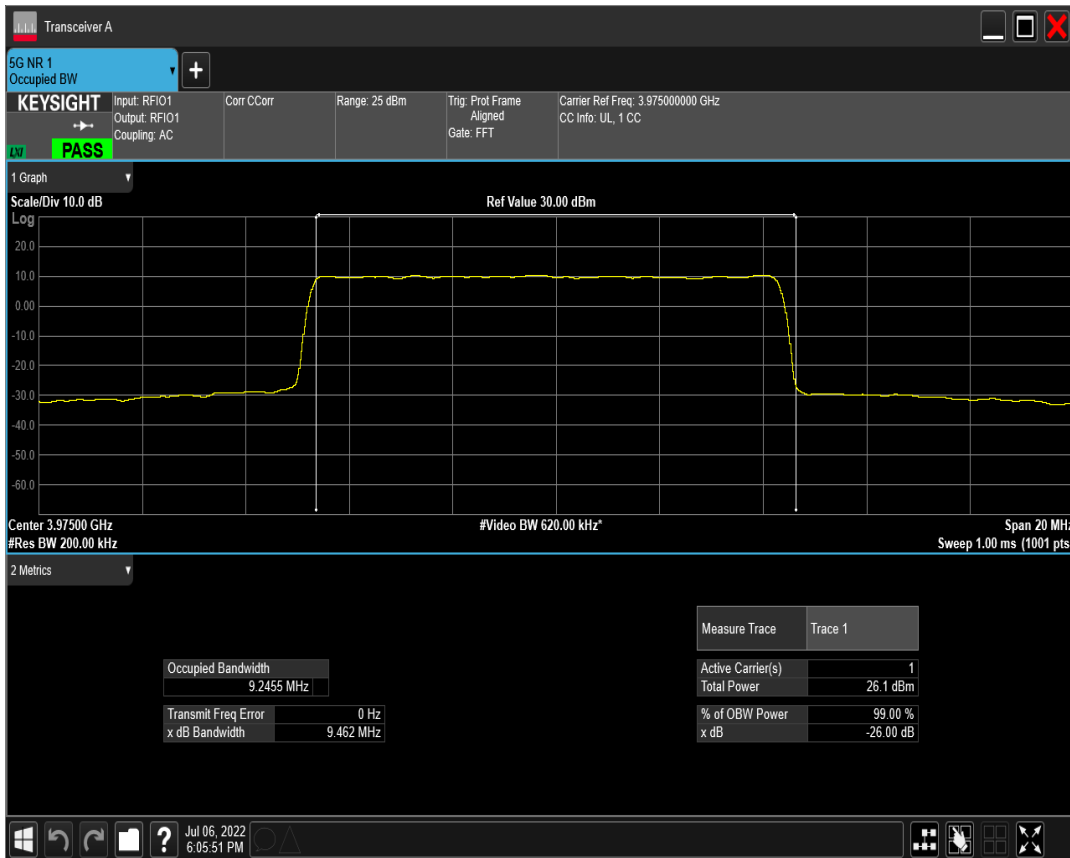 Transceiver A
5G NR 1
Occupied BW
+
KEYSIGHT
LXI
PASS
Input: RFIO1
Output: RFIO1
Coupling: AC
Corr CCorr
Range: 25 dBm
Trig: Prot Frame
Aligned
Gate: FFT
Carrier Ref Freq: 3.975000000 GHz
CC Info: UL, 1 CC
1 Graph
Scale/Div 10.0 dB
Ref Value 30.00 dBm
Log
20.0
10.0
0.00
-10.0
-20.0
-30.0
-40.0
-50.0
-60.0
Center 3.97500 GHz
#Video BW 620.00 kHz*
Span 20 MHz
#Res BW 200.00 kHz
Sweep 1.00 ms (1001 pts
2 Metrics
Measure Trace Trace 1
Occupied Bandwidth
9.2455 MHz
Active Carrier(s) 1
Total Power 26.1 dBm
Transmit Freq Error 0 Hz
x dB Bandwidth 9.462 MHz
% of OBW Power 99.00 %
x dB -26.00 dB
?
Jul 06, 2022
6:05:51 PM